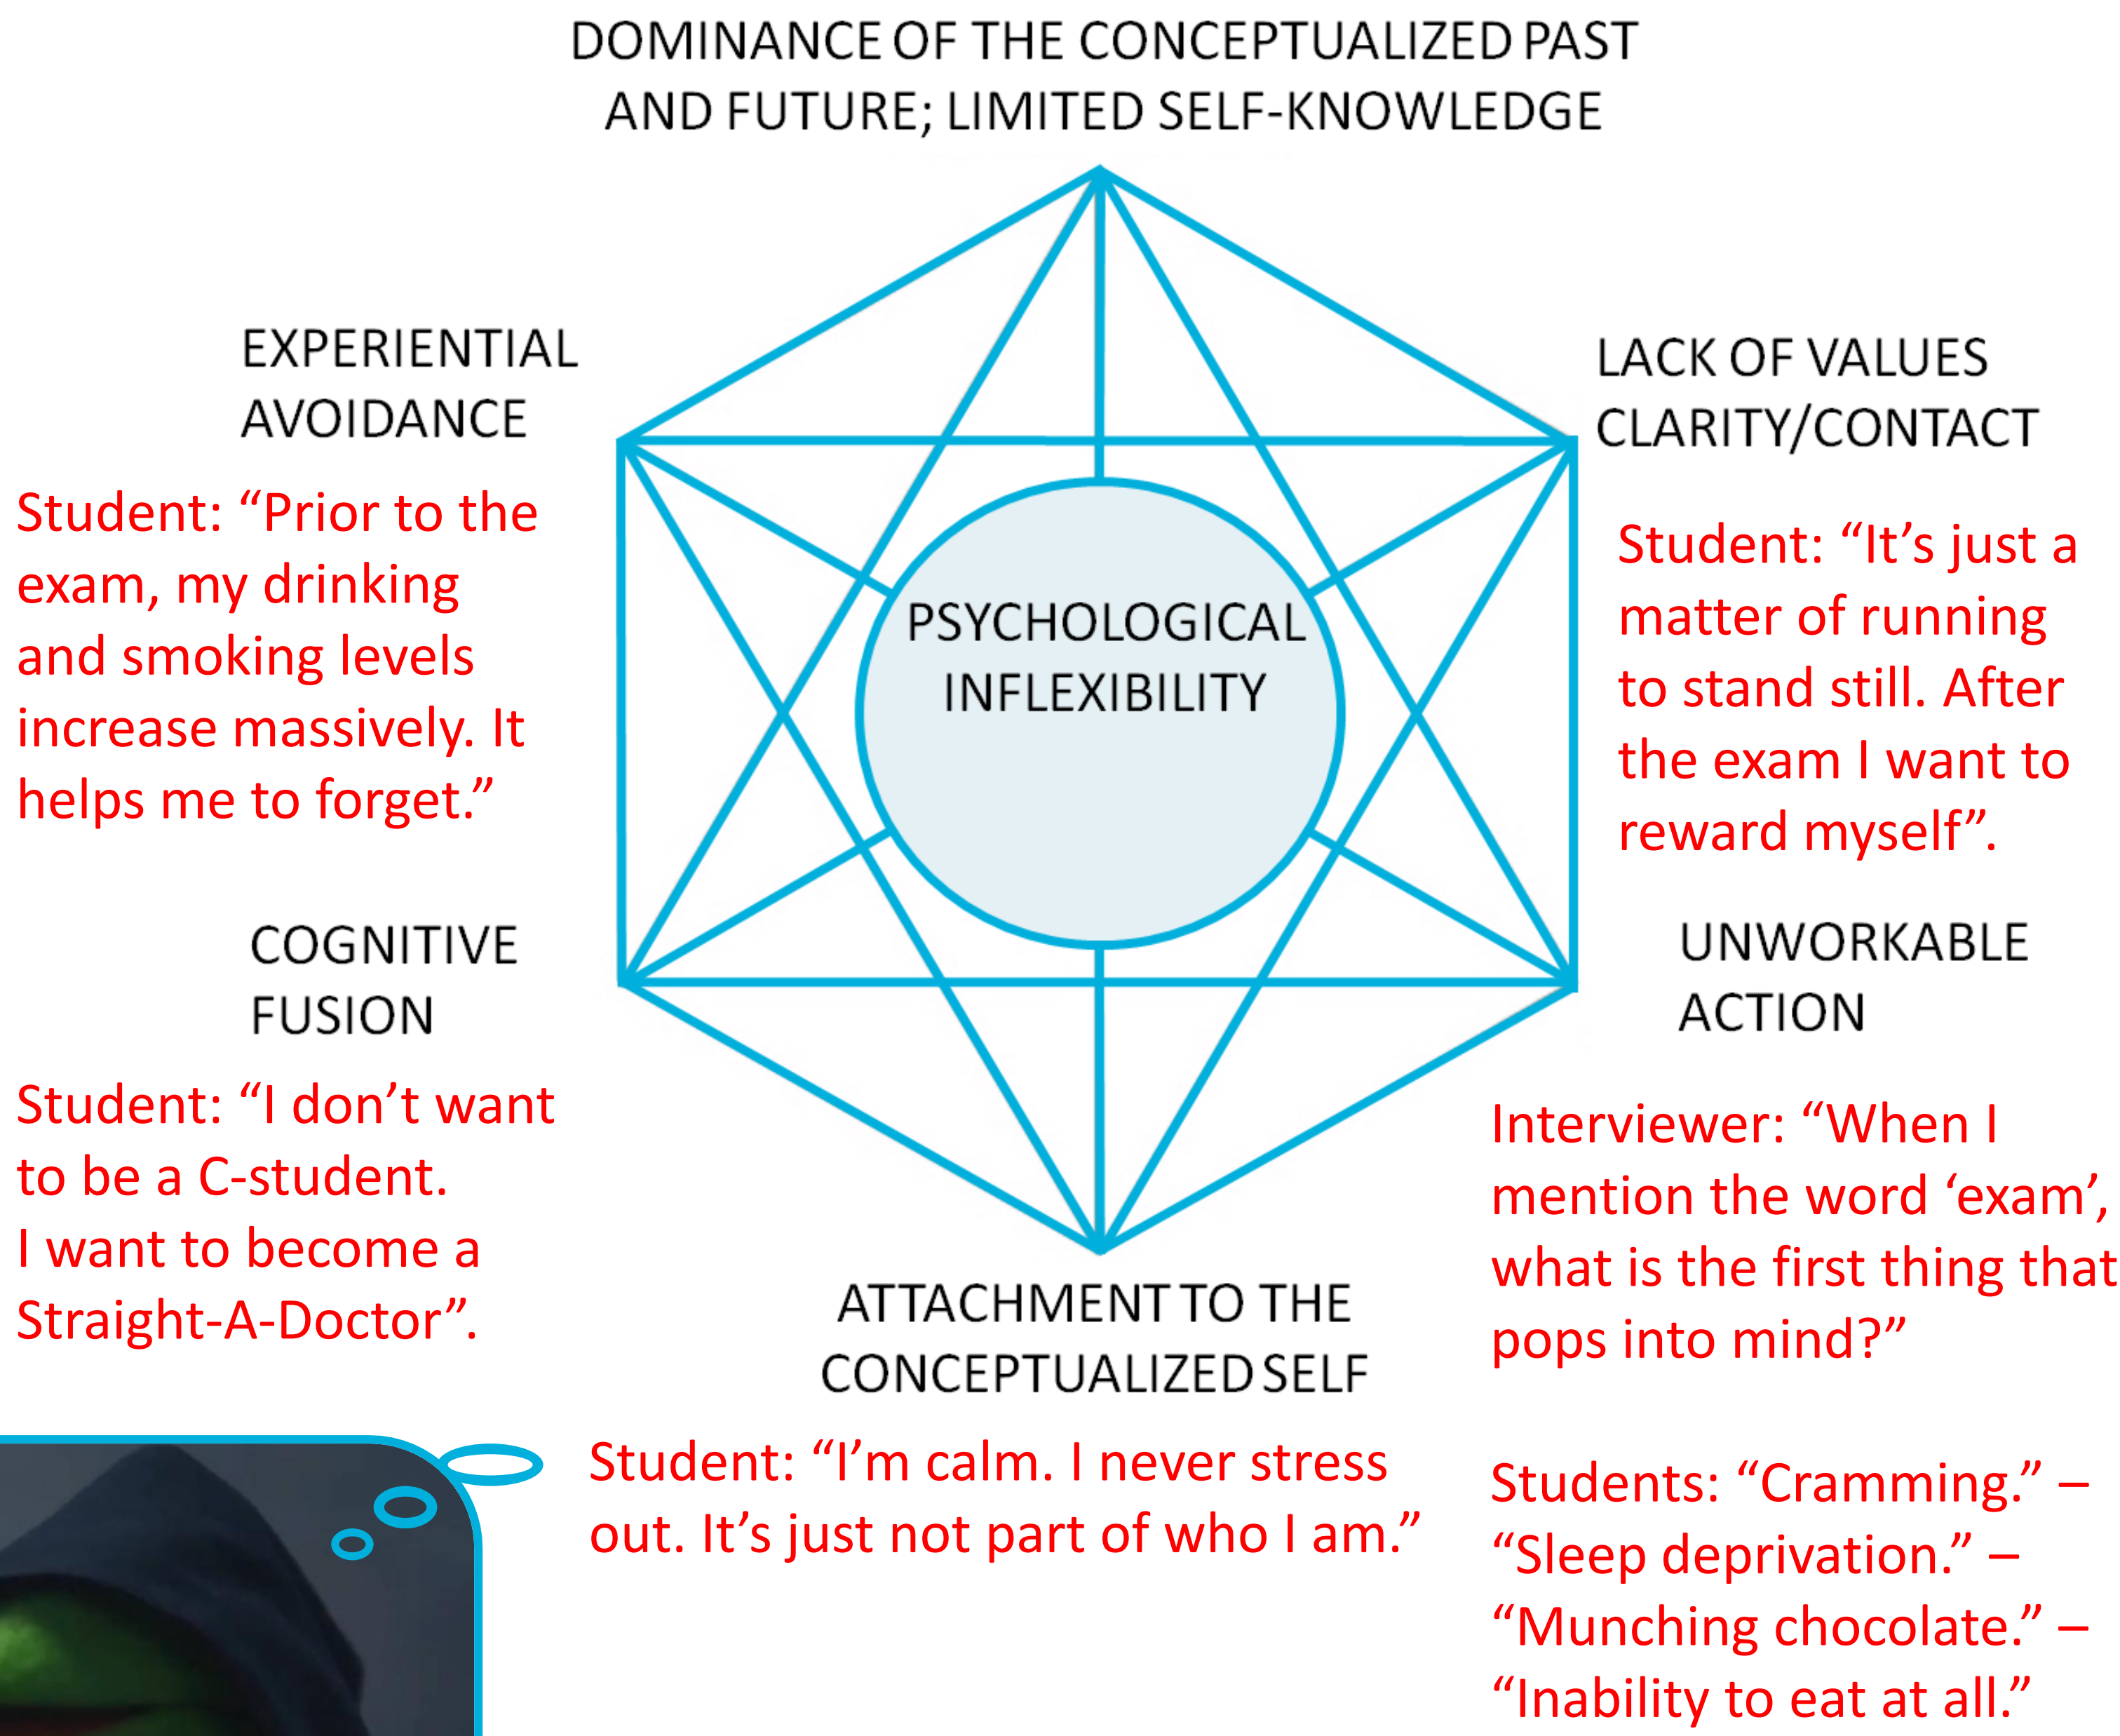 DOMINANCE OF THE CONCEPTUALIZED PAST
AND FUTURE; LIMITED SELF-KNOWLEDGE
EXPERIENTIAL
AVOIDANCE
Student: “Prior to the
exam, my drinking
and smoking levels
increase massively. It
helps me to forget.”
LACK OF VALUES
CLARITY/CONTACT
Student: “It’s just a
matter of running
to stand still. After
the exam I want to
reward myself”.
PSYCHOLOGICAL
INFLEXIBILITY
COGNITIVE
FUSION
Student: “I don’t want
to be a C-student.
I want to become a
Straight-A-Doctor”.
UNWORKABLE
ACTION
Interviewer: “When I
mention the word ‘exam’,
what is the first thing that
pops into mind?”
Students: “Cramming.” –
“Sleep deprivation.” –
“Munching chocolate.” –
“Inability to eat at all.”
ATTACHMENT TO THE
CONCEPTUALIZED SELF
Student: “I’m calm. I never stress
out. It’s just not part of who I am.”